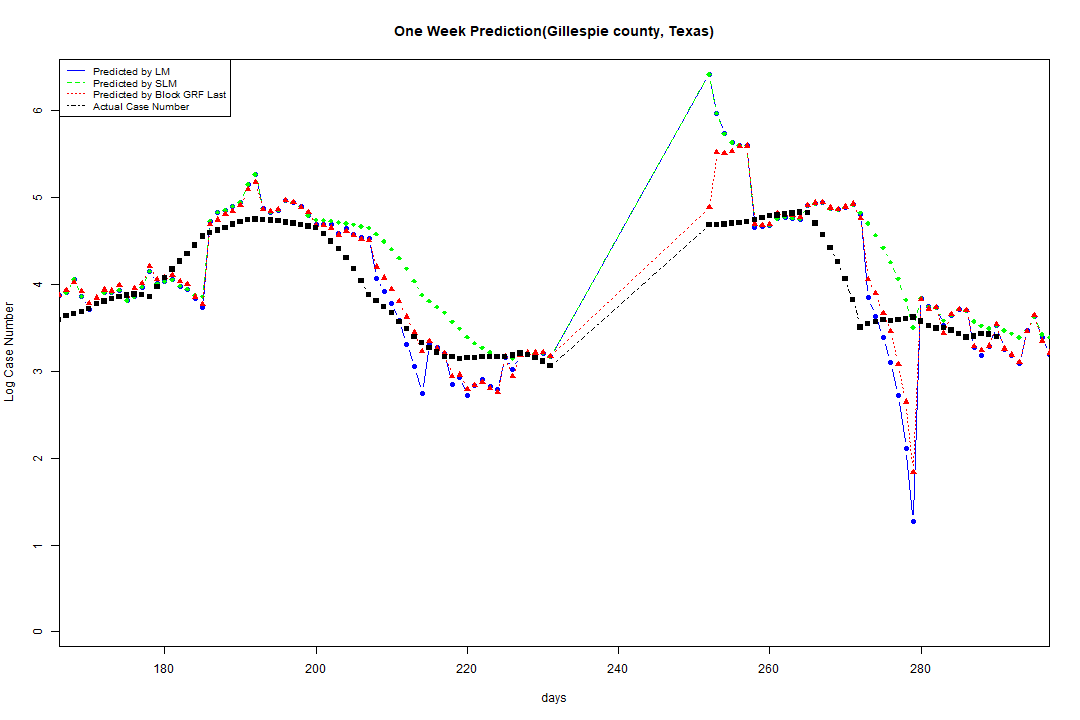 One Week Prediction(Gillespie county, Texas)
Predicted by LM
Predicted by SLM
Predicted by Block GRF Last
Actual Case Number
Log Case Number
6
5
4
3
2
1
0
180 200 220 240 260 280
days